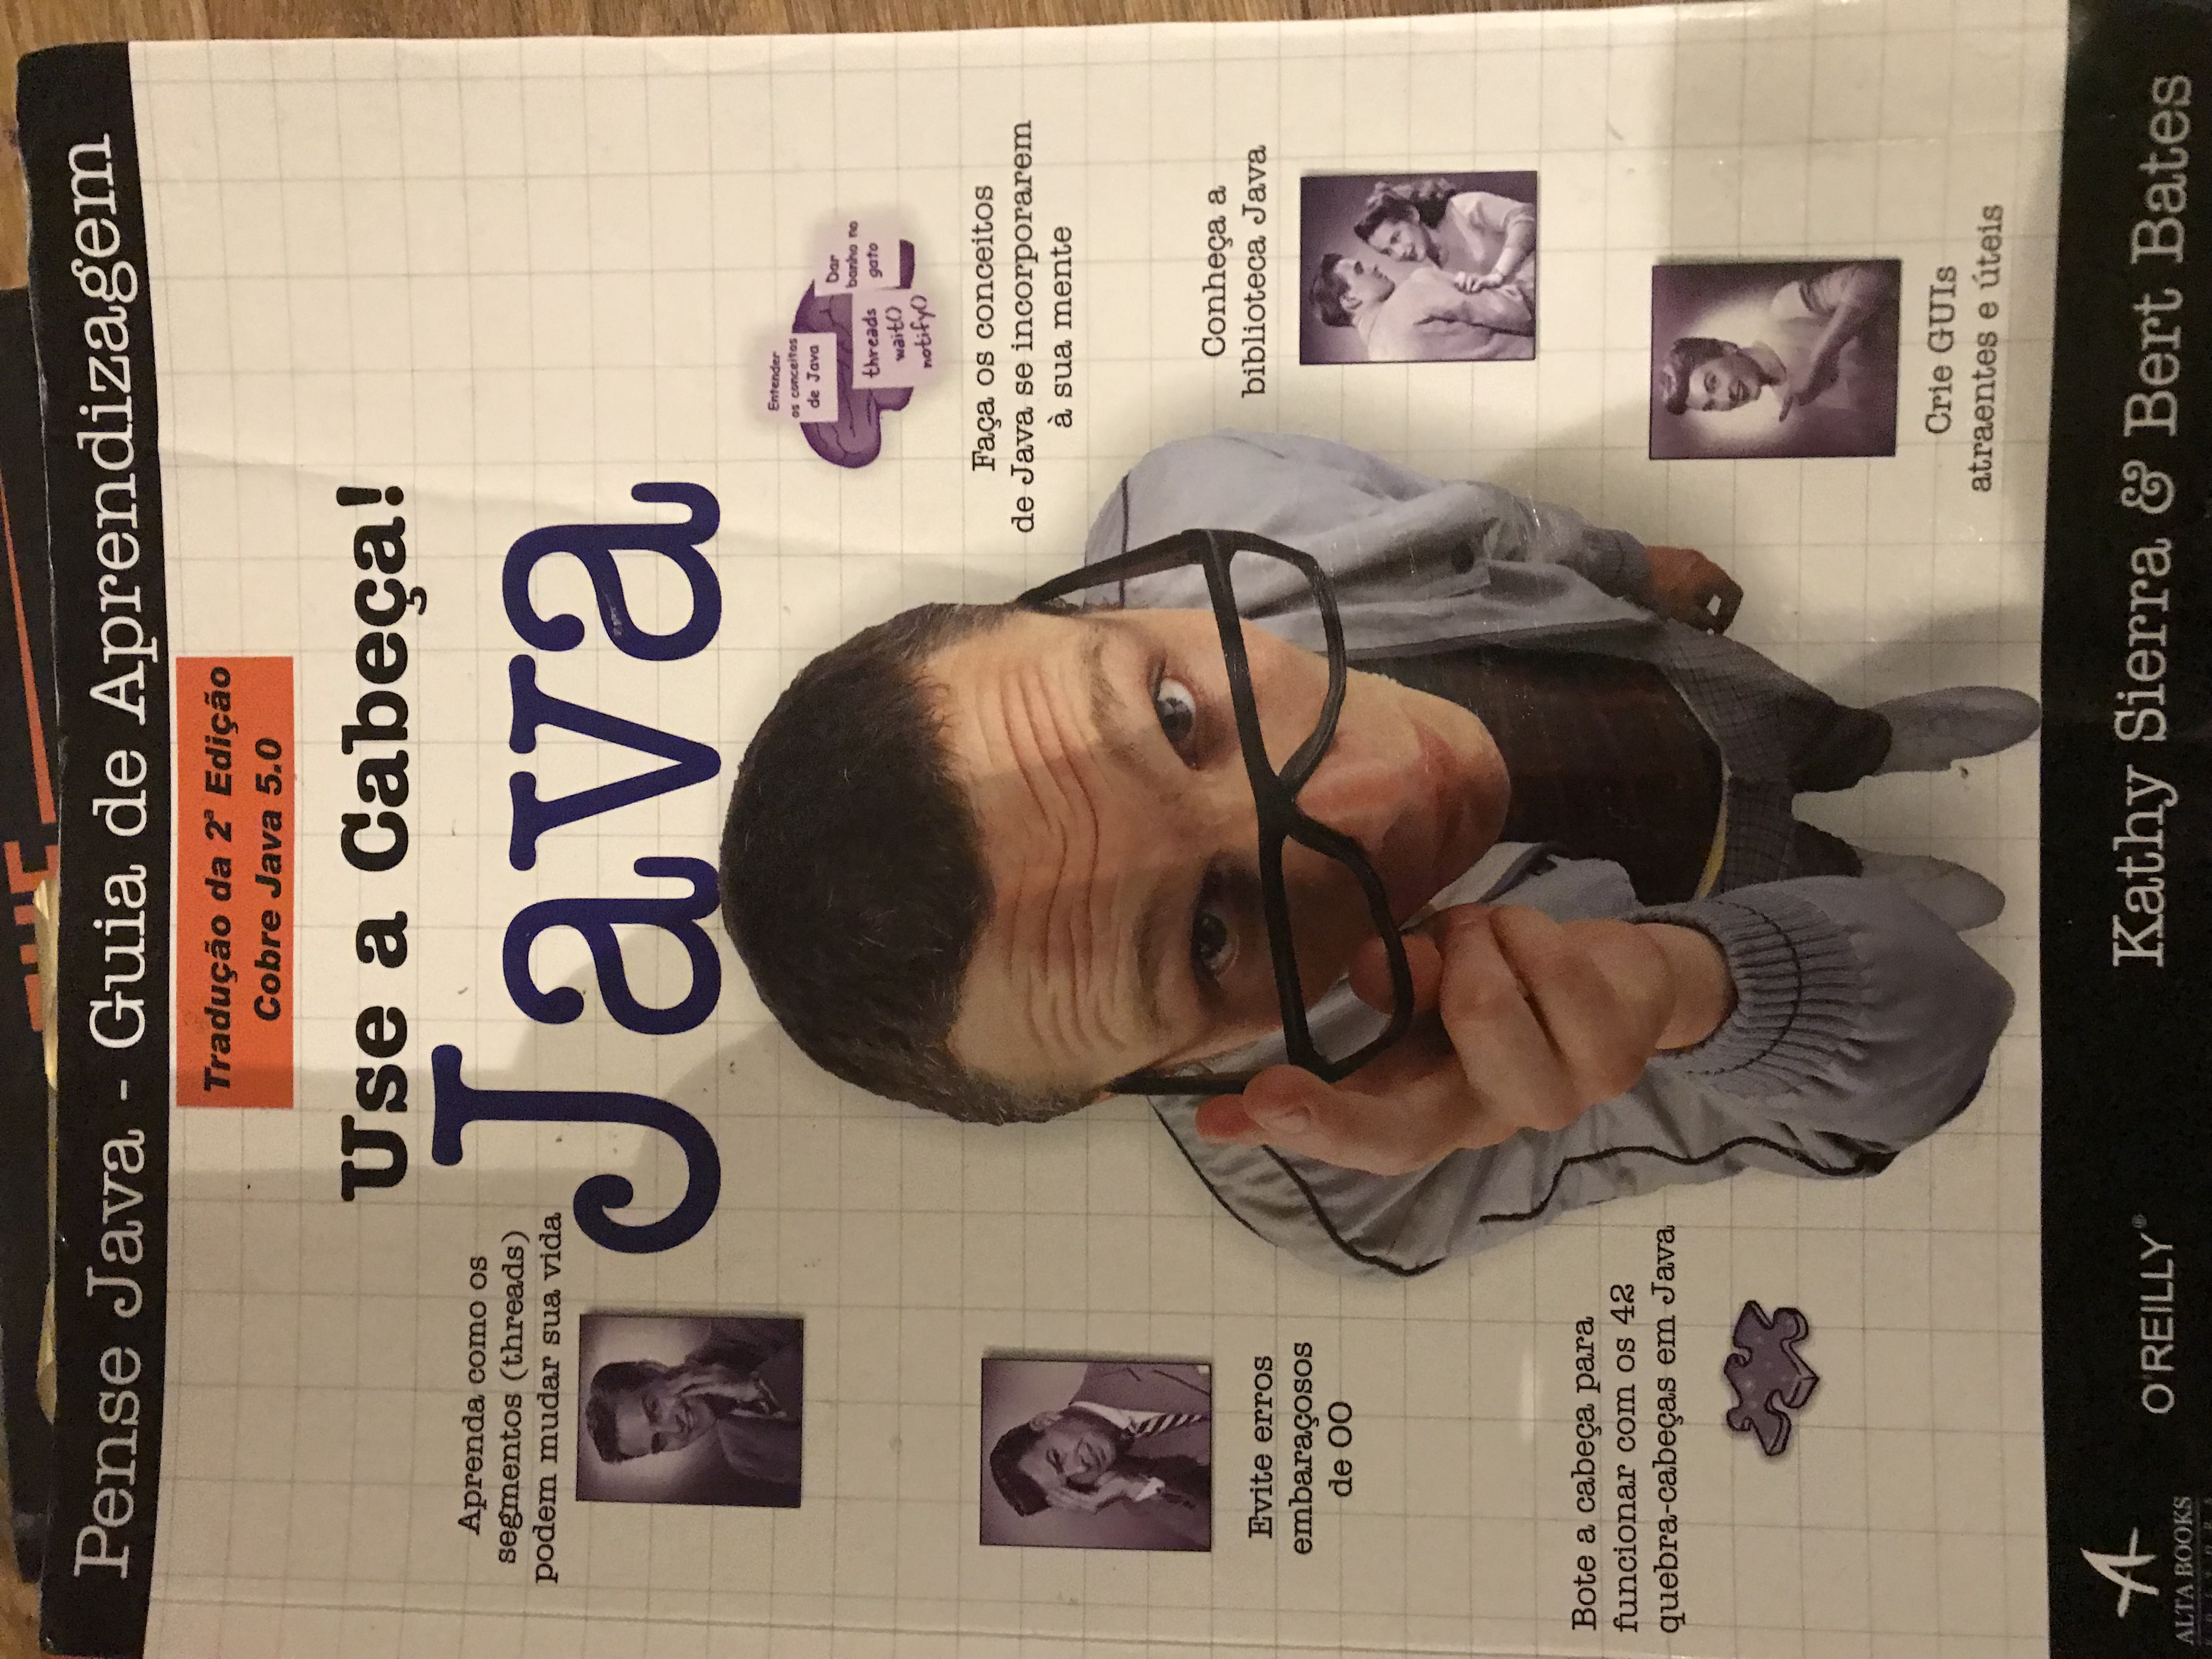 THE
Pense Java - Guia de Aprendizagem
Tradução da 2ª Edição
Cobre Java 5.0
Use a Cabeça!
Java
Aprenda como os
segmentos (threads)
podem mudar sua vida
Entender
os conceitos
de Java
Dar
banho no
gato
threads
wait()
notify()
Faça os conceitos
de Java se incorporarem
à sua mente
Evite erros
embaraçosos
de OO
Conheça a
biblioteca Java
Bote a cabeça para
funcionar com os 42
quebra-cabeças em Java
Crie GUIs
atraentes e úteis
ALTA BOOKS
EDITORA
O'REILLY®
Kathy Sierra & Bert Bates